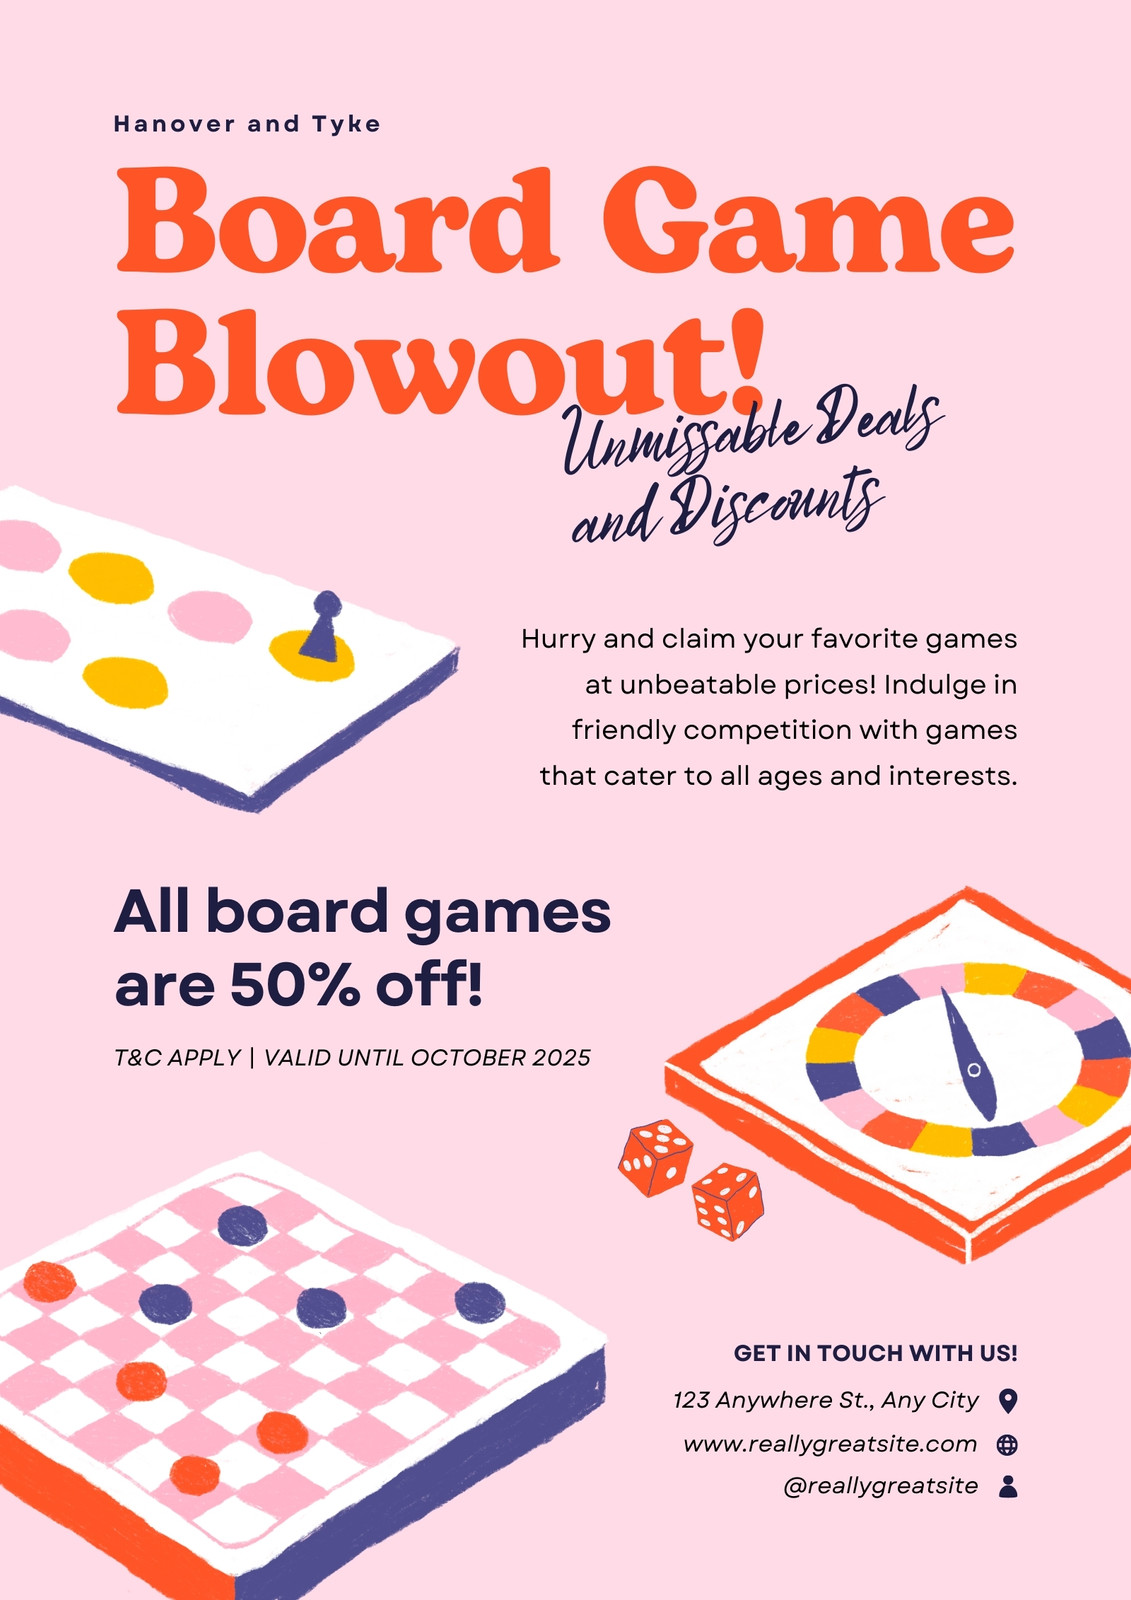 Hanover and Tyke
Board Game
Blowout!
Unmissable Deals
and Discounts
Hurry and claim your favorite games
at unbeatable prices! Indulge in
friendly competition with games
that cater to all ages and interests.
All board games
are 50% off!
T&C APPLY | VALID UNTIL OCTOBER 2025
GET IN TOUCH WITH US!
123 Anywhere St., Any City
www.reallygreatsite.com
@reallygreatsite